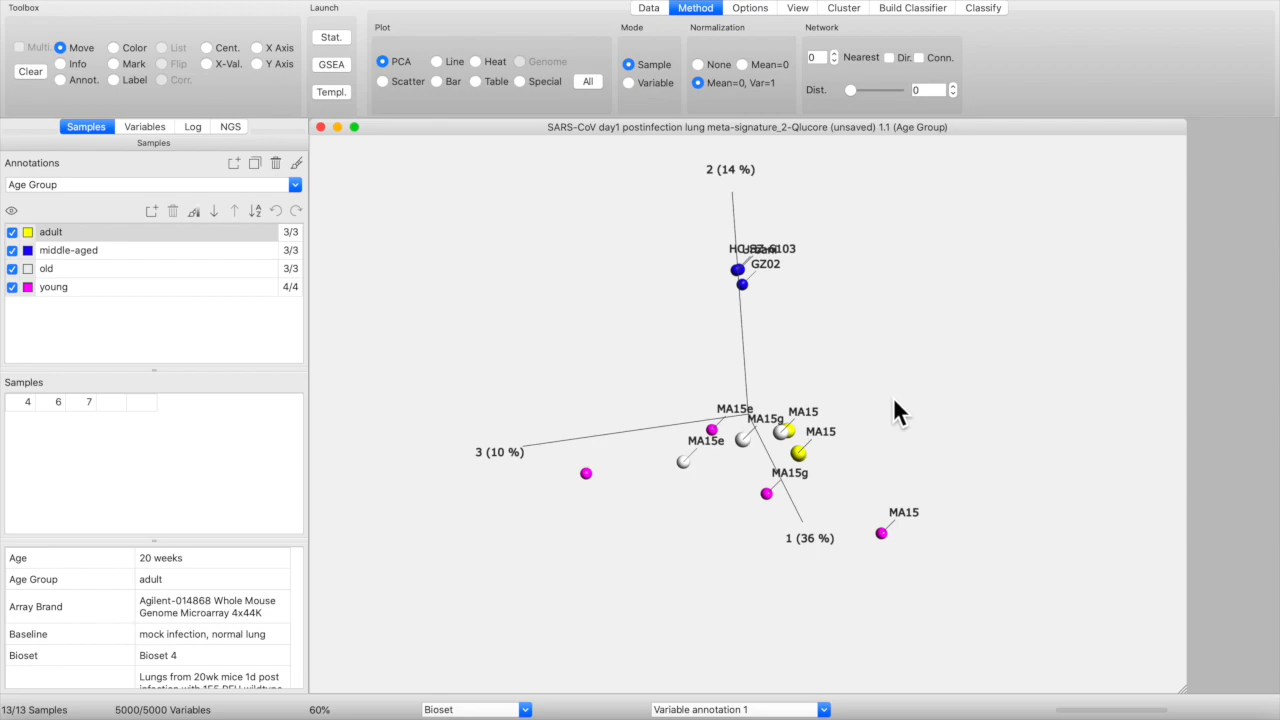 Toolbox
Launch
Data Method Options View Cluster Build Classifier Classify
Plot
Mode
Normalization
Network
Multi. Move Color List Cent. X Axis
Info Mark Flip X-Val. Y Axis
Clear
Annot. Label Corr.
Stat.
GSEA
Templ.
PCA Line Heat Genome
Scatter Bar Table Special All
Sample
Variable
None Mean=0
Mean=0, Var=1
0 Nearest Dir. Conn.
Dist. 0
Samples Variables Log NGS
Samples
Annotations
Age Group
adult 3/3
middle-aged 3/3
old 3/3
young 4/4
Samples
4 6 7
Age 20 weeks
Age Group adult
Array Brand Agilent-014868 Whole Mouse
Genome Microarray 4x44K
Baseline mock infection, normal lung
Bioset Bioset 4
Lungs from 20wk mice 1d post
infection with 1E5 PFU wildtype
SARS-CoV day1 postinfection lung meta-signature_2-Qlucore (unsaved) 1.1 (Age Group)
2 (14 %)
GZ02
MA15e
MA15g
MA15
MA15
MA15e
3 (10 %)
MA15g
MA15
1 (36 %)
13/13 Samples 5000/5000 Variables 60% Bioset Variable annotation 1